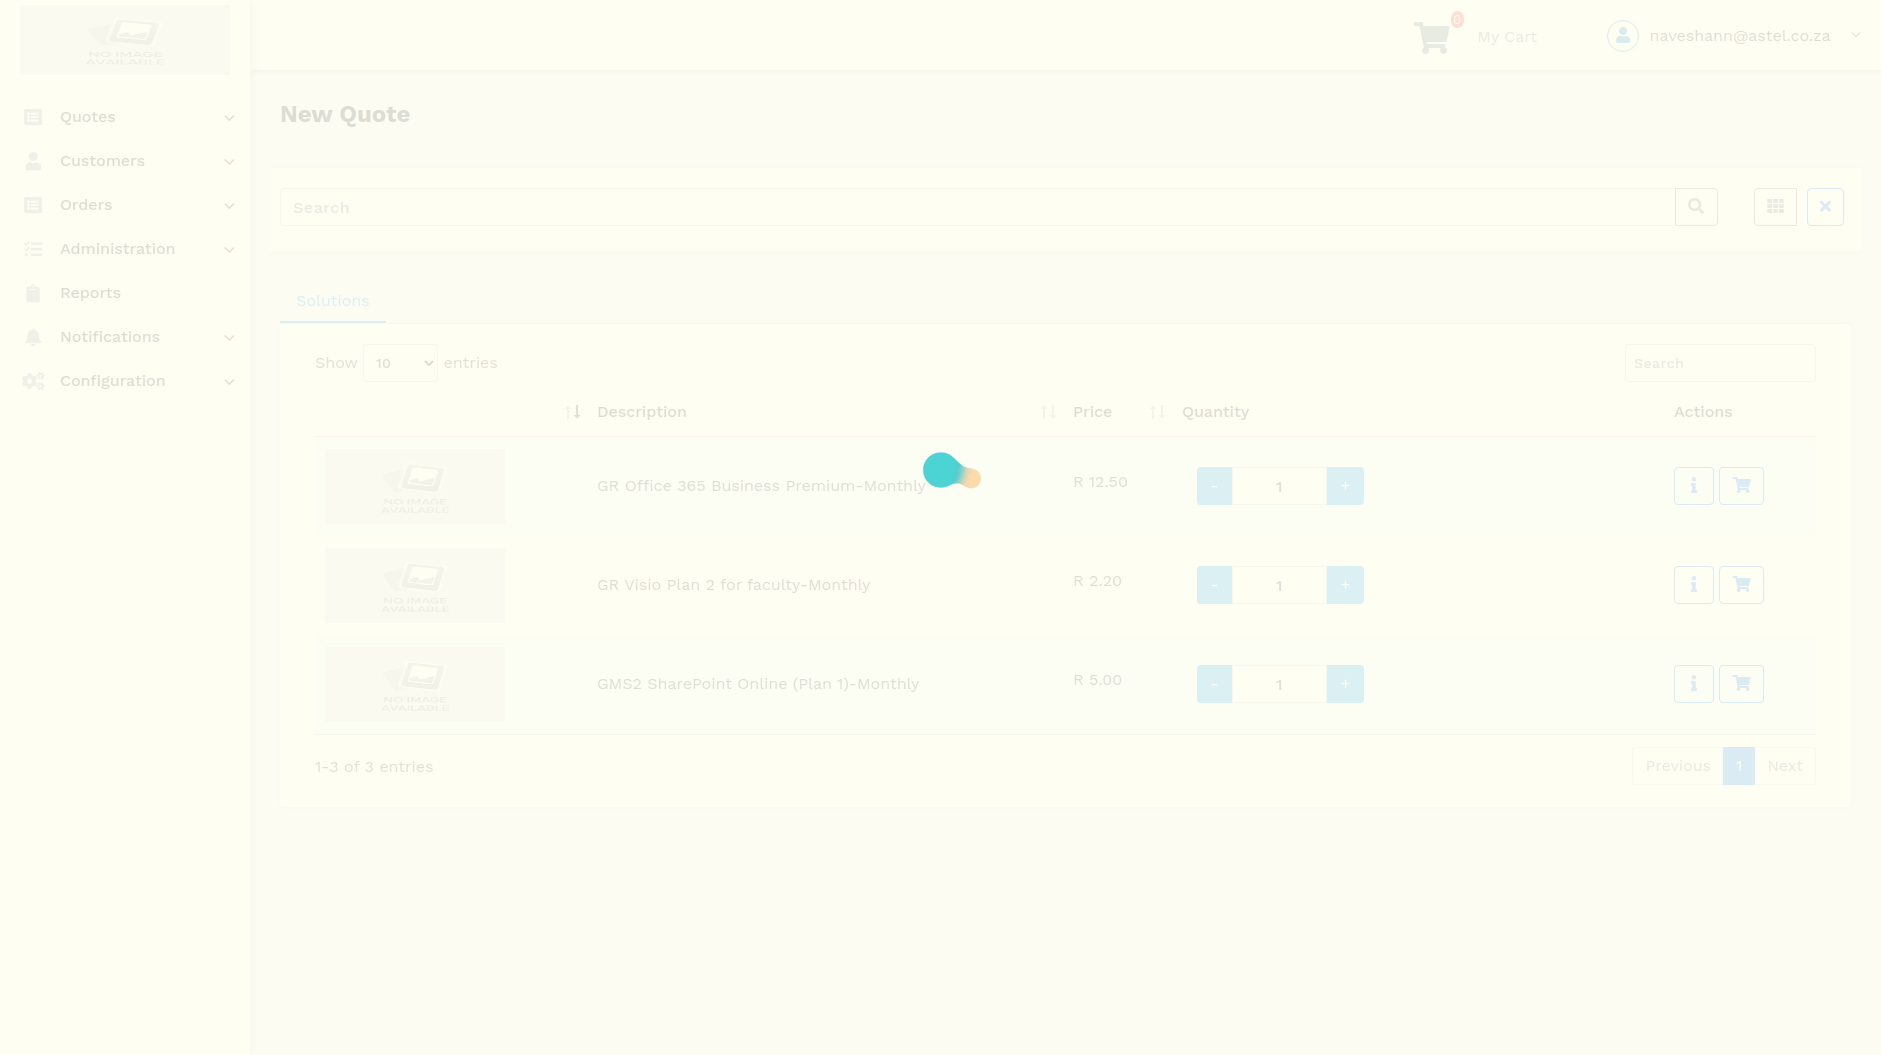 NO IMAGE
AVAILABLE
0
My Cart
naveshann@astel.co.za
Quotes
Customers
Orders
Administration
Reports
Notifications
Configuration
New Quote
Search
Solutions
Show 10 entries
Search
Description Price Quantity Actions
NO IMAGE
AVAILABLE
GR Office 365 Business Premium-Monthly R 12.50 - 1 +
NO IMAGE
AVAILABLE
GR Visio Plan 2 for faculty-Monthly R 2.20 - 1 +
NO IMAGE
AVAILABLE
GMS2 SharePoint Online (Plan 1)-Monthly R 5.00 - 1 +
1-3 of 3 entries
Previous 1 Next